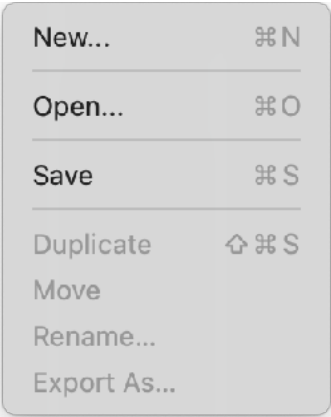 New... ⌘N
Open... ⌘O
Save ⌘S
Duplicate ⇧⌘S
Move
Rename...
Export As...